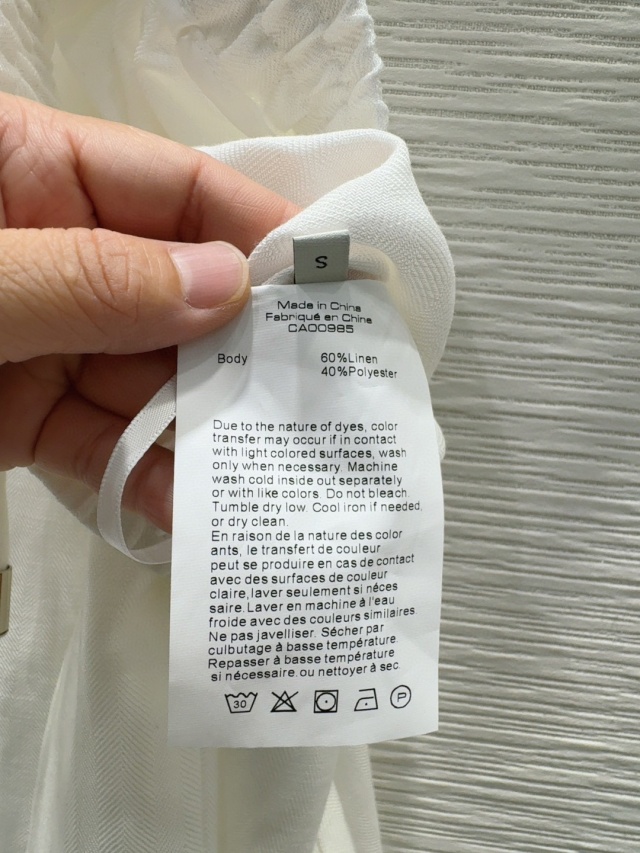 S
Made in China
Fabriqué en Chine
CA00985
Body 60%Linen
40%Polyester
Due to the nature of dyes, color
transfer may occur if in contact
with light colored surfaces, wash
only when necessary. Machine
wash cold inside out separately
or with like colors. Do not bleach.
Tumble dry low. Cool iron if needed,
or dry clean.
En raison de la nature des color
ants, le transfert de couleur
peut se produire en cas de contact
avec des surfaces de couleur
claire,laver seulement si néces
saire.Laver en machine à l'eau
froide avec des couleurs similaires.
Ne pas javelliser. Sécher par
culbutage à basse température.
Repasser à basse température
si nécessaire.ou nettoyer à sec.
30 P